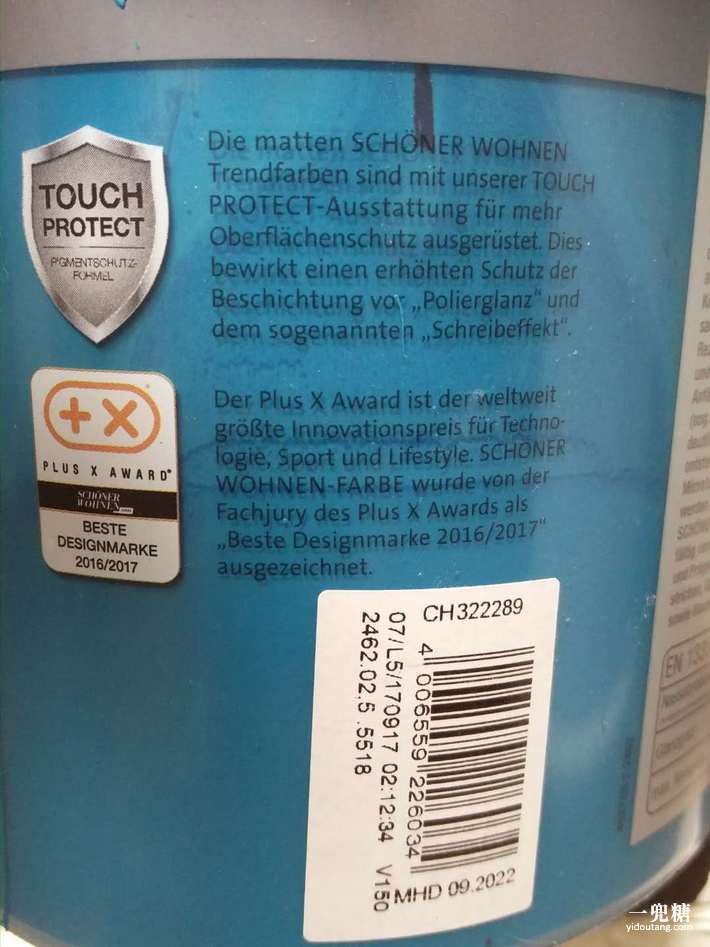 TOUCH
PROTECT
PIGMENTSCHUTZ-
FORMEL
Die matten SCHÖNER WOHNEN
Trendfarben sind mit unserer TOUCH
PROTECT-Ausstattung für mehr
Oberflächenschutz ausgerüstet. Dies
bewirkt einen erhöhten Schutz der
Beschichtung vor „Polierglanz“ und
dem sogenannten „Schreibeffekt“.
+X
PLUS X AWARD®
SCHÖNER
WOHNEN
BESTE
DESIGNMARKE
2016/2017
Der Plus X Award ist der weltweit
größte Innovationspreis für Techno-
logie, Sport und Lifestyle. SCHÖNER
WOHNEN-FARBE wurde von der
Fachjury des Plus X Awards als
„Beste Designmarke 2016/2017“
ausgezeichnet.
CH322289
4 006559 226034
07/L5/170917 02:12:34 V150
2462.02,5 .5518
MHD 09.2022
EN
一兜糖
yidoutang.com